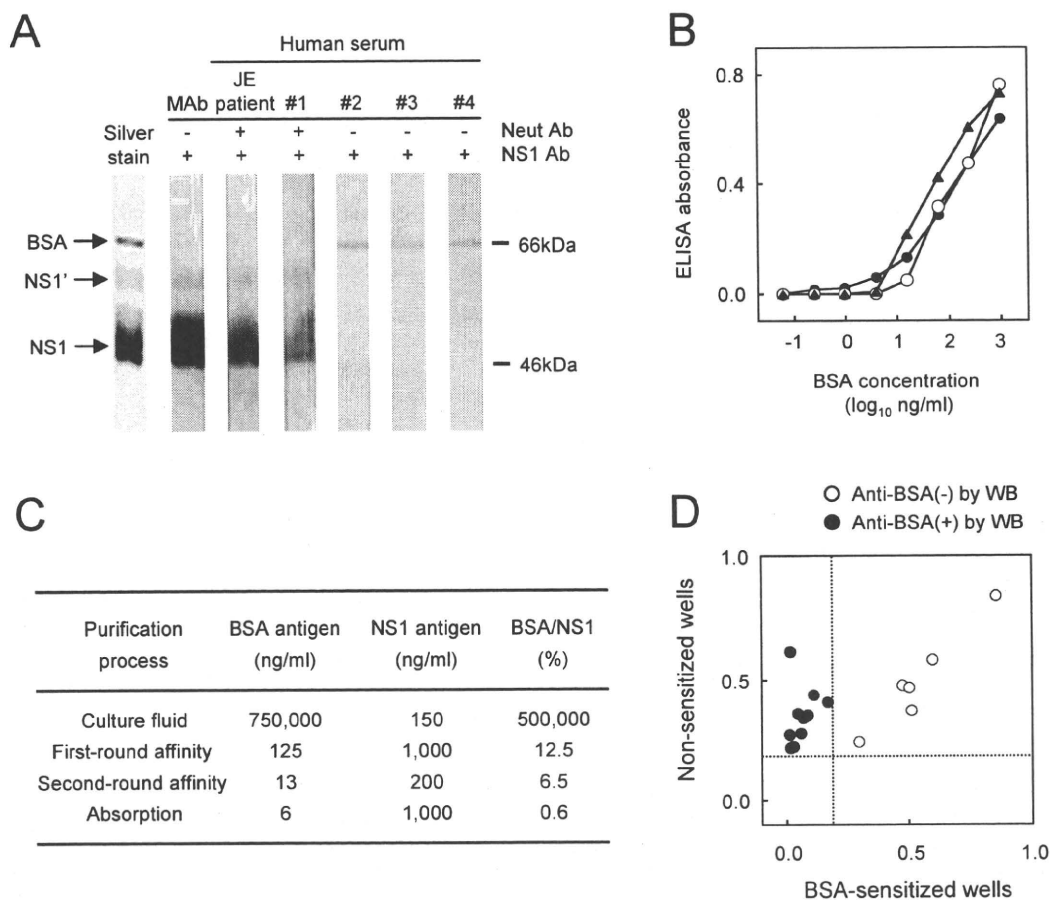 A
Human serum
JE
MAb patient #1 #2 #3 #4
Silver - + + - - - Neut Ab
stain + + + + + + NS1 Ab
BSA
66kDa
NS1'
NS1
46kDa
B
ELISA absorbance
0.8
0.4
0.0
-1 0 1 2 3
BSA concentration
(log10 ng/ml)
C
Purification BSA antigen NS1 antigen BSA/NS1
process (ng/ml) (ng/ml) (%)
Culture fluid 750,000 150 500,000
First-round affinity 125 1,000 12.5
Second-round affinity 13 200 6.5
Absorption 6 1,000 0.6
Anti-BSA(-) by WB
Anti-BSA(+) by WB
D
Non-sensitized wells
1.0
0.5
0.0
0.0 0.5 1.0
BSA-sensitized wells